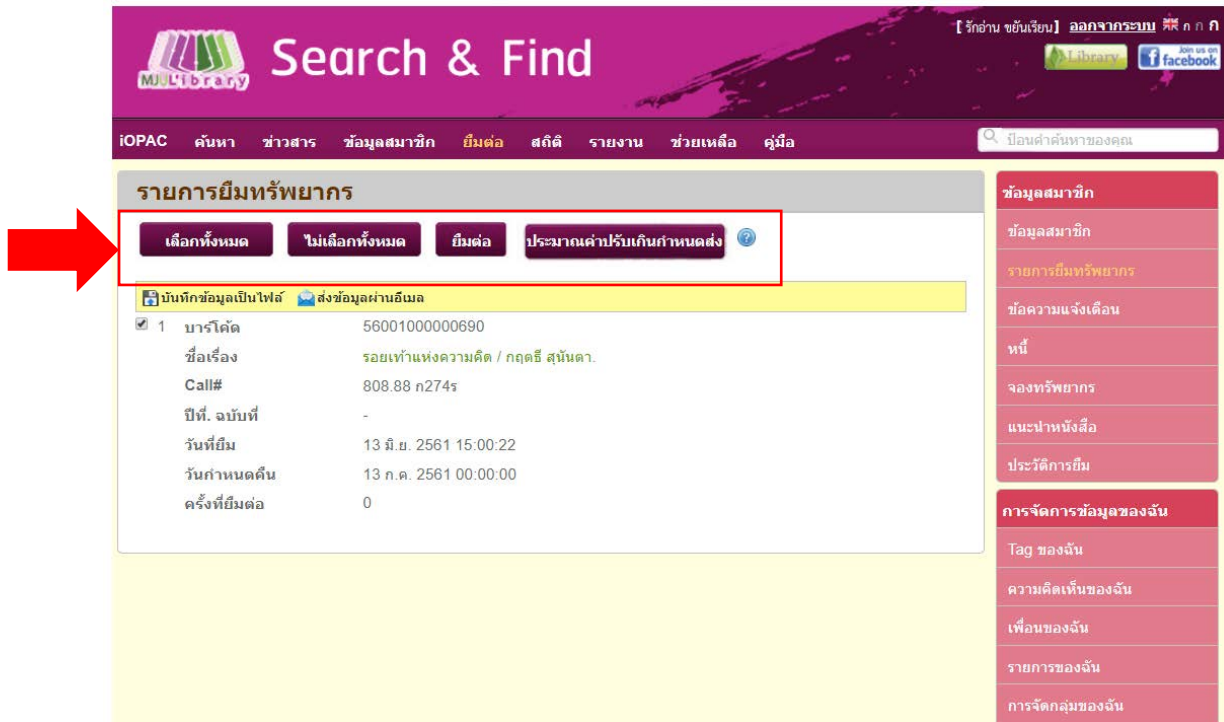 [ รักอ่าน ขยันเรียน] ออกจากระบบ ก ก ก
MJU Library
Search & Find
Library
Join us on
facebook
iOPAC ค้นหา ข่าวสาร ข้อมูลสมาชิก ยืมต่อ สถิติ รายงาน ช่วยเหลือ คู่มือ
ป้อนคำค้นหาของคุณ
รายการยืมทรัพยากร
เลือกทั้งหมด ไม่เลือกทั้งหมด ยืมต่อ ประมาณค่าปรับเกินกำหนดส่ง ?
บันทึกข้อมูลเป็นไฟล์ ส่งข้อมูลผ่านอีเมล
1 บาร์โค้ด 56001000000690
ชื่อเรื่อง รอยเท้าแห่งความคิด / กฤตธี สุนันตา.
Call# 808.88 ก274ร
ปีที่. ฉบับที่ -
วันที่ยืม 13 มิ.ย. 2561 15:00:22
วันกำหนดคืน 13 ก.ค. 2561 00:00:00
ครั้งที่ยืมต่อ 0
ข้อมูลสมาชิก
ข้อมูลสมาชิก
รายการยืมทรัพยากร
ข้อความแจ้งเตือน
หนี้
จองทรัพยากร
แนะนำหนังสือ
ประวัติการยืม
การจัดการข้อมูลของฉัน
Tag ของฉัน
ความคิดเห็นของฉัน
เพื่อนของฉัน
รายการของฉัน
การจัดกลุ่มของฉัน